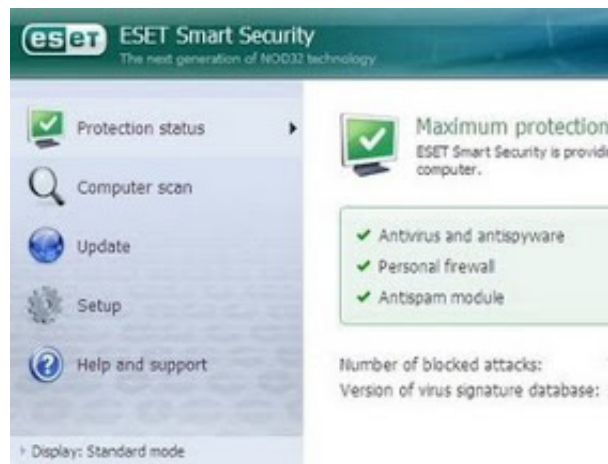 eset ESET Smart Security
The next generation of NOD32 technology
Protection status
Computer scan
Update
Setup
Help and support
Display: Standard mode
Maximum protection
ESET Smart Security is
computer.
Antivirus and antispyware
Personal firewall
Antispam module
Number of blocked attacks:
Version of virus signature database: